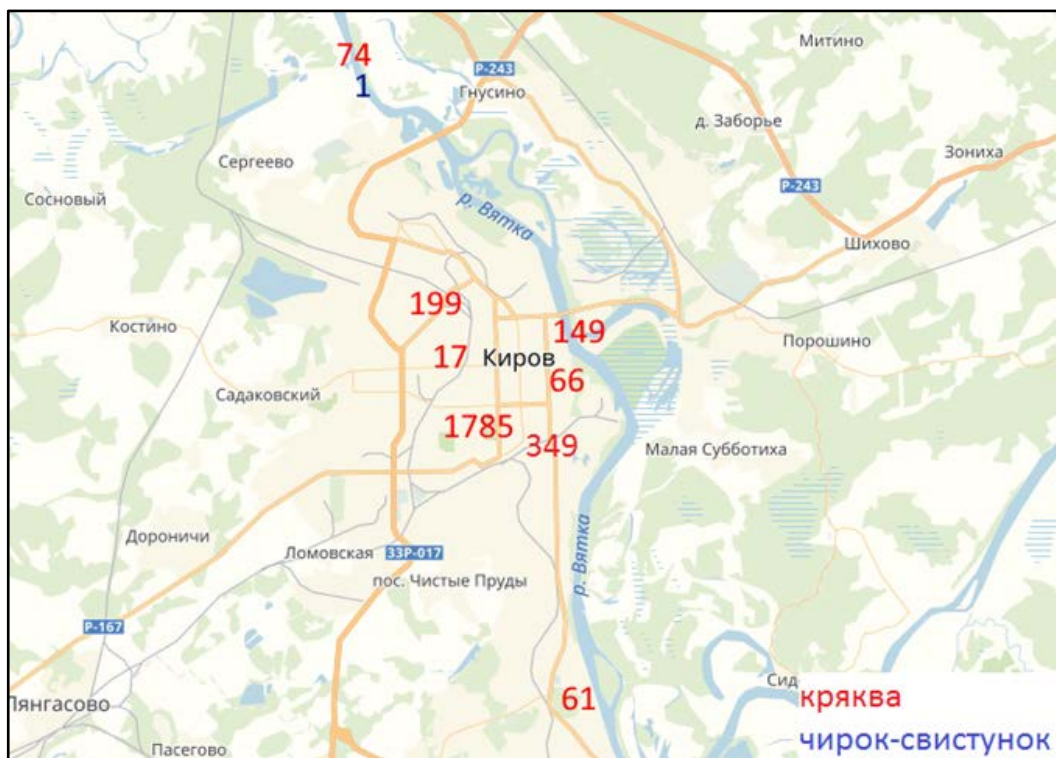 74
1
Р-243
Гнусино
Митино
д. Заборье
Зониха
Сергеево
Сосновый
Р-243
р. Вятка
Шихово
199
149
Костино
17
Киров
Порошино
66
Садаковский
1785
349
Малая Субботиха
Дороничи
Ломовская
33Р-017
пос. Чистые Пруды
р. Вятка
Р-167
61
Сид
Лянгасово
Пасегово
кряква
чирок-свистунок